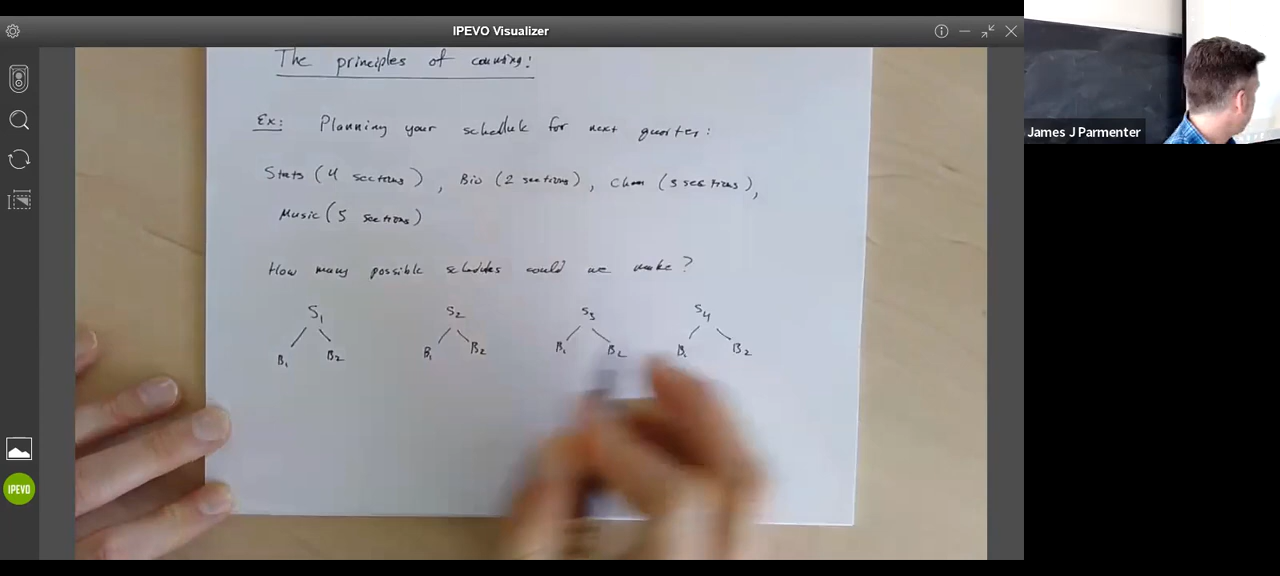 IPEVO Visualizer
The principles of counting!
Ex: Planning your schedule for next quarter:
Stats (4 sections), Bio (2 sections), Chem (3 sections),
Music (5 sections)
How many possible schedules could we make?
S1 S2 S3 S4
B1 B2 B1 B2 B1 B2 B1 B2
James J Parmenter
IPEVO